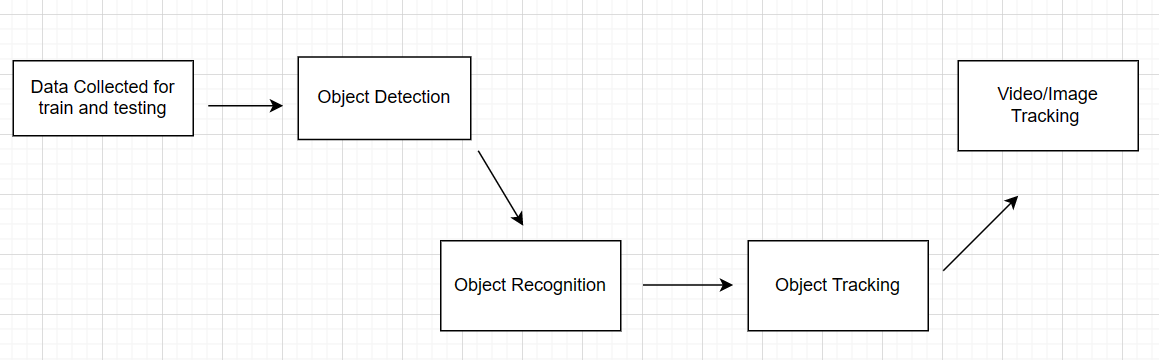 Data Collected for
train and testing
Object Detection
Object Recognition
Object Tracking
Video/Image
Tracking